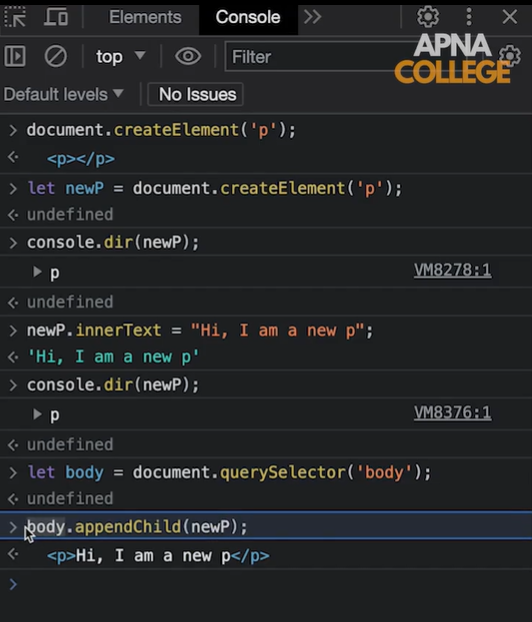 Elements Console
top Filter
APNA
COLLEGE
Default levels No Issues
> document.createElement('p');
<p></p>
> let newP = document.createElement('p');
undefined
> console.dir(newP);
p VM8278:1
undefined
> newP.innerText = "Hi, I am a new p";
'Hi, I am a new p'
> console.dir(newP);
p VM8376:1
undefined
> let body = document.querySelector('body');
undefined
> body.appendChild(newP);
<p>Hi, I am a new p</p>
>